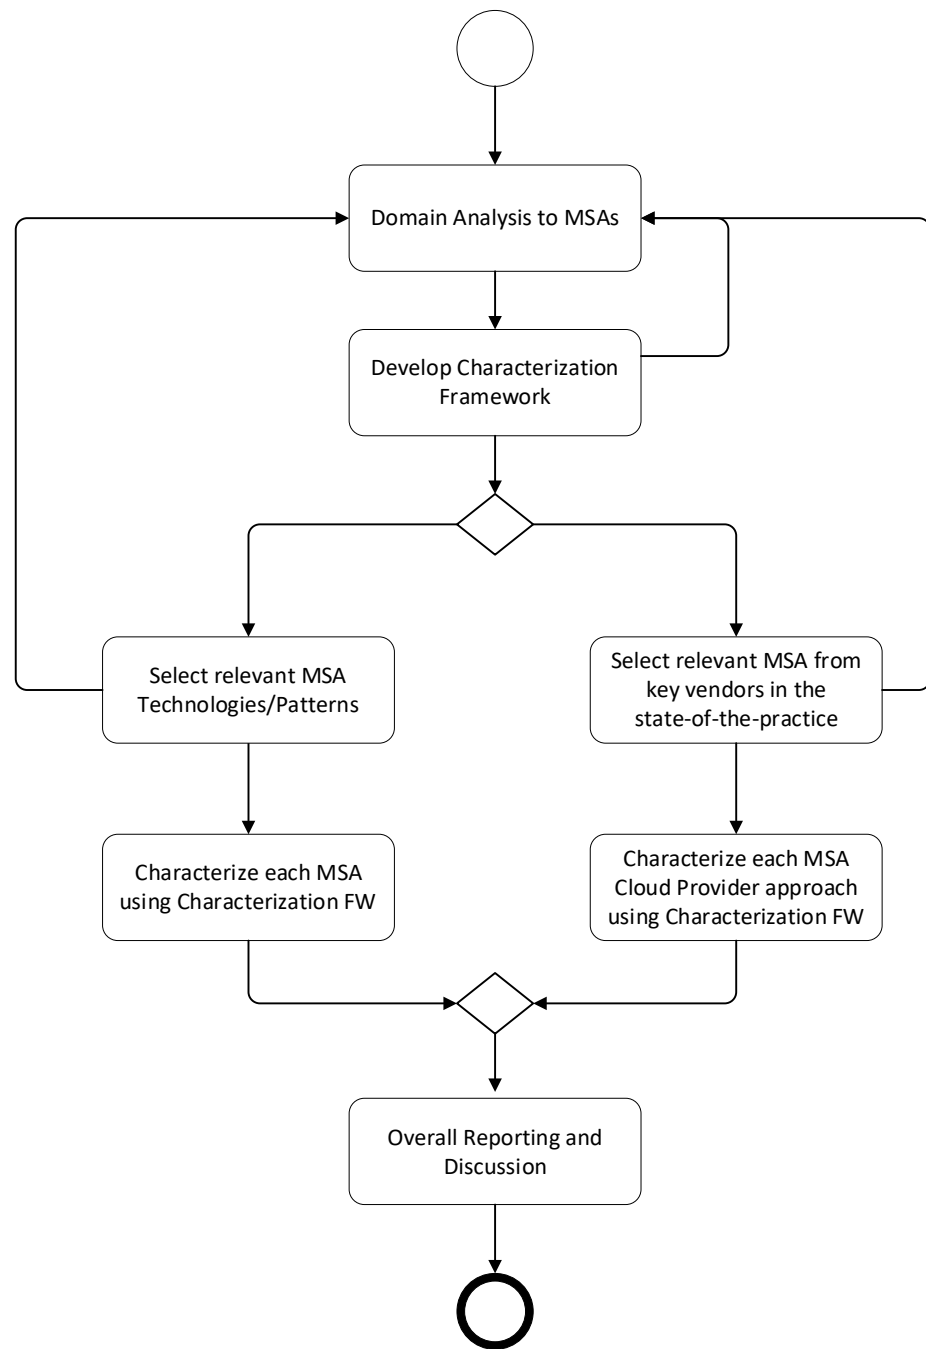 Domain Analysis to MSAs
Develop Characterization
Framework
Select relevant MSA
Technologies/Patterns
Select relevant MSA from
key vendors in the
state-of-the-practice
Characterize each MSA
using Characterization FW
Characterize each MSA
Cloud Provider approach
using Characterization FW
Overall Reporting and
Discussion